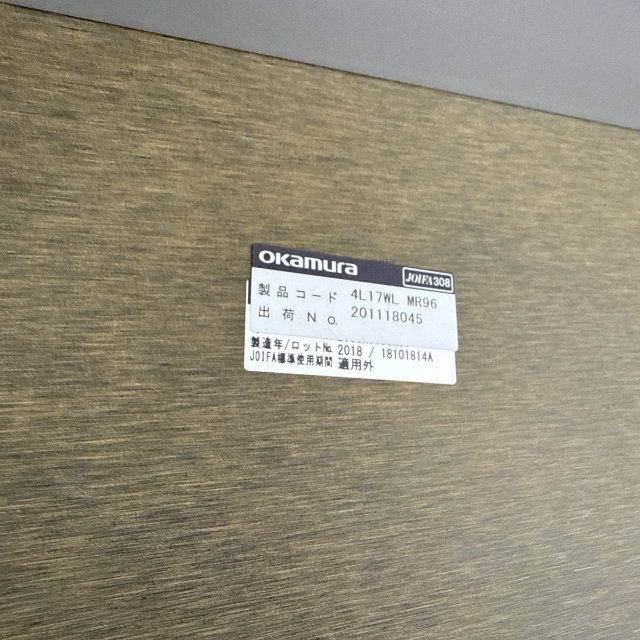 okamura
JOIFA308
製品コード 4L17WL MR96
出荷No. 201118045
製造年/ロット№ 2018 / 18101814A
JOIFA標準使用期間 適用外